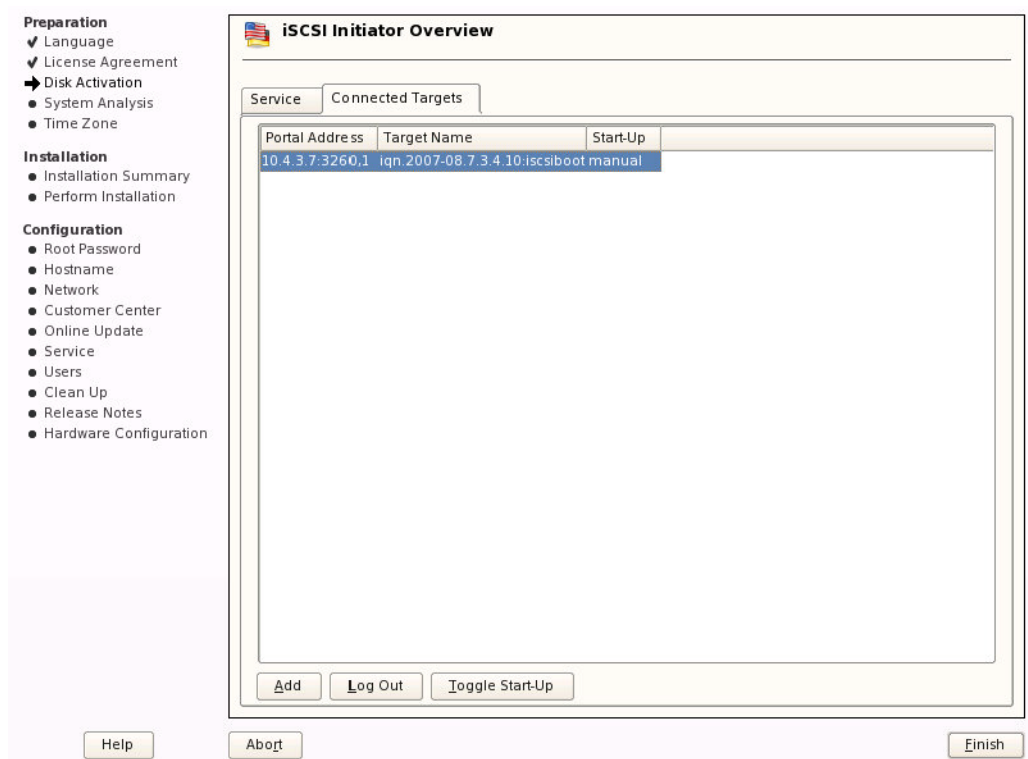 Preparation
Language
License Agreement
Disk Activation
System Analysis
Time Zone
Installation
Installation Summary
Perform Installation
Configuration
Root Password
Hostname
Network
Customer Center
Online Update
Service
Users
Clean Up
Release Notes
Hardware Configuration
iSCSI Initiator Overview
Service Connected Targets
Portal Address Target Name Start-Up
10.4.3.7:3260,1 iqn.2007-08.7.3.4.10:iscsiboot manual
Add Log Out Toggle Start-Up
Help Abort Finish